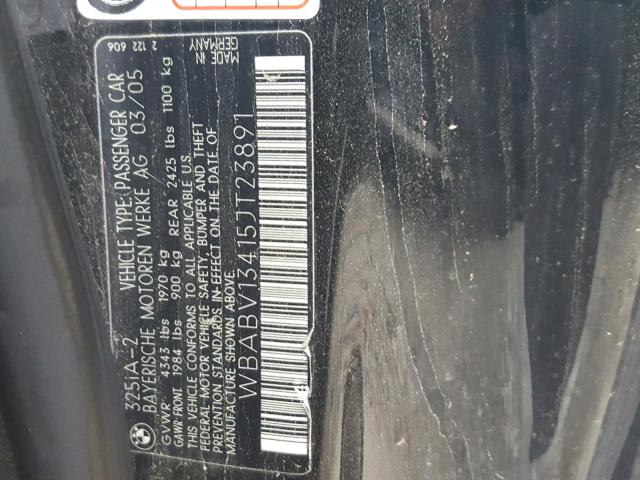 325TA-2 VEHICLE TYPE: PASSENGER CAR 2 122 606
BAYERISCHE MOTOREN WERKE AG 03/05
GVWR 4343 lbs 1970 kg REAR 2425 lbs 1100 kg MADE IN
GAWR FRONT 1984 lbs 900 kg GERMANY
THIS VEHICLE CONFORMS TO ALL APPLICABLE U.S.
FEDERAL MOTOR VEHICLE SAFETY, BUMPER AND THEFT
PREVENTION STANDARDS IN EFFECT ON THE DATE OF
MANUFACTURE SHOWN ABOVE.
WBABV13415JT23891